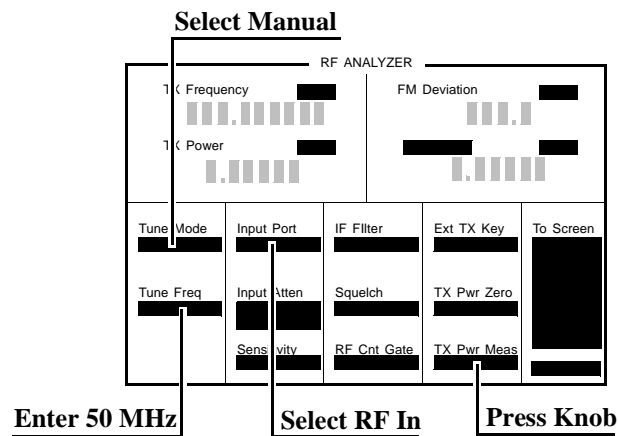 Select Manual
RF ANALYZER
TX Frequency
FM Deviation
TX Power
Tune Mode
Input Port
IF FIlter
Ext TX Key
To Screen
Tune Freq
Input Atten
Squelch
TX Pwr Zero
Sensitivity
RF Cnt Gate
TX Pwr Meas
Enter 50 MHz
Select RF In
Press Knob